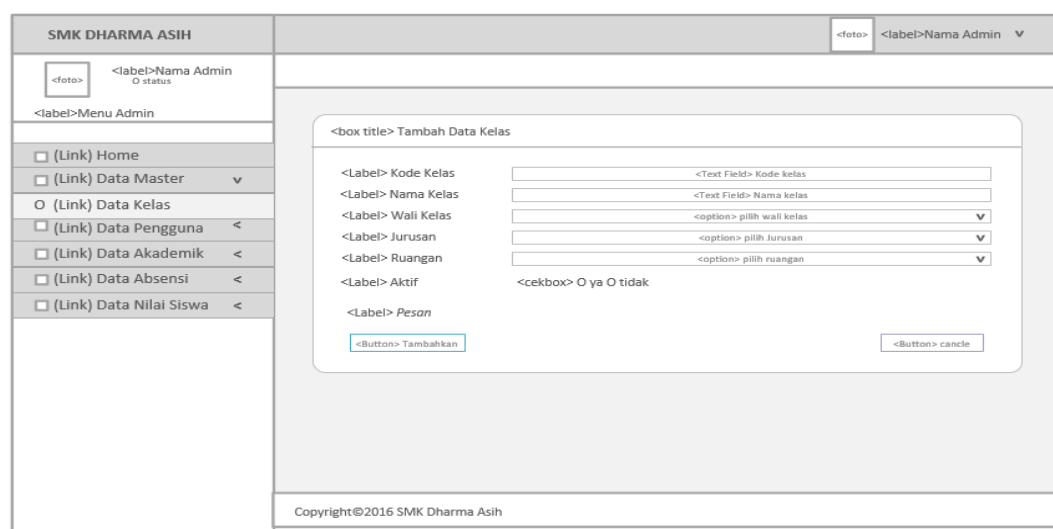 SMK DHARMA ASIH
<foto> <label>Nama Admin v
<foto>
<label>Nama Admin
O status
<label>Menu Admin
(Link) Home
(Link) Data Master v
O (Link) Data Kelas
(Link) Data Pengguna <
(Link) Data Akademik <
(Link) Data Absensi <
(Link) Data Nilai Siswa <
<box title> Tambah Data Kelas
<Label> Kode Kelas <Text Field> Kode kelas
<Label> Nama Kelas <Text Field> Nama kelas
<Label> Wali Kelas <option> pilih wali kelas v
<Label> Jurusan <option> pilih Jurusan v
<Label> Ruangan <option> pilih ruangan v
<Label> Aktif <cekbox> O ya O tidak
<Label> Pesan
<Button> Tambahkan <Button> cancle
Copyright©2016 SMK Dharma Asih